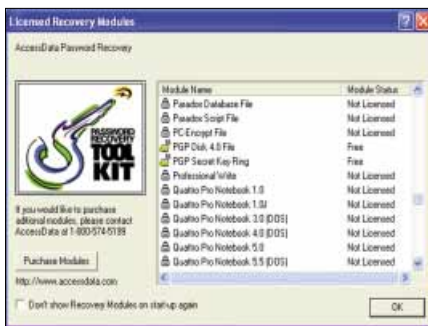 Licensed Recovery Modules
AccessData Password Recovery
PASSWORD
RECOVERY
TOOL
KIT
If you would like to purchase
aditional modules, please contact
AccessData at 1-800-574-5199
Purchase Modules
http://www.accessdata.com
Don't show Recovery Modules on start-up again
Module Name Module Status
Paradox Database File Not Licensed
Paradox Script File Not Licensed
PC-Encrypt File Not Licensed
PGP Disk 4.0 File Free
PGP Secret Key Ring Free
Professional Write Not Licensed
Quattro Pro Notebook 1.0 Not Licensed
Quattro Pro Notebook 1.0J Not Licensed
Quattro Pro Notebook 3.0 (DOS) Not Licensed
Quattro Pro Notebook 4.0 (DOS) Not Licensed
Quattro Pro Notebook 5.0 Not Licensed
Quattro Pro Notebook 5.5 (DOS) Not Licensed
OK